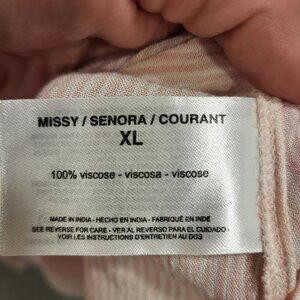 MISSY / SENORA / COURANT
XL
100% viscose - viscosa - viscose
MADE IN INDIA - HECHO EN INDIA - FABRIQUÉ EN INDE
SEE REVERSE FOR CARE - VER AL REVERSO PARA EL CUIDADO -
VOIR LES INSTRUCTIONS D'ENTRETIEN AU DOS